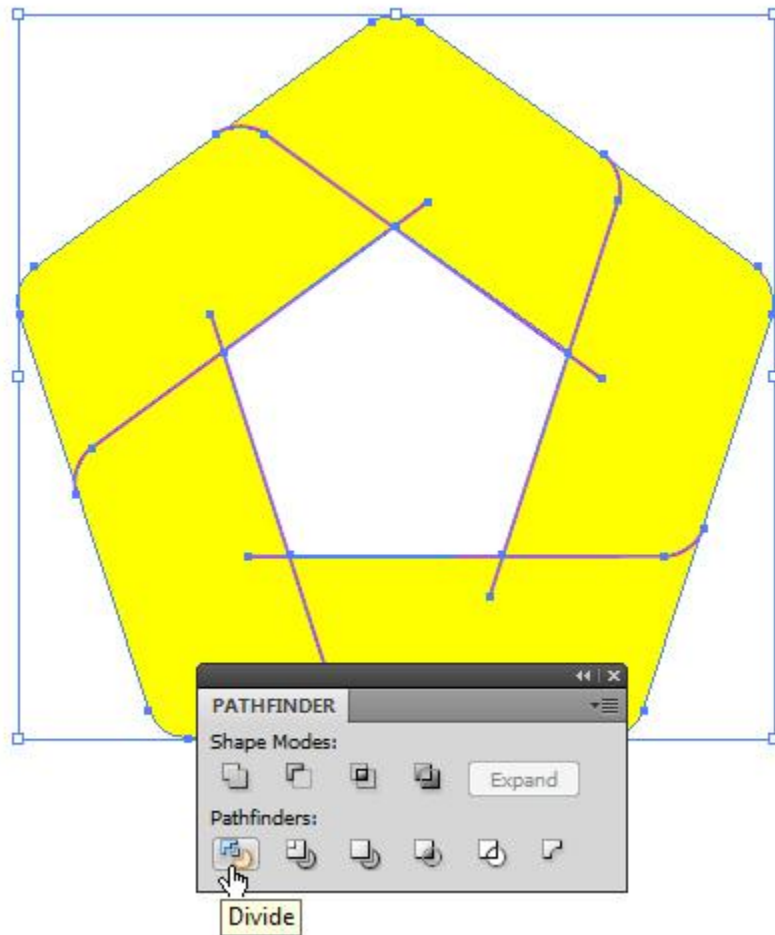 PATHFINDER
Shape Modes:
Expand
Pathfinders:
Divide